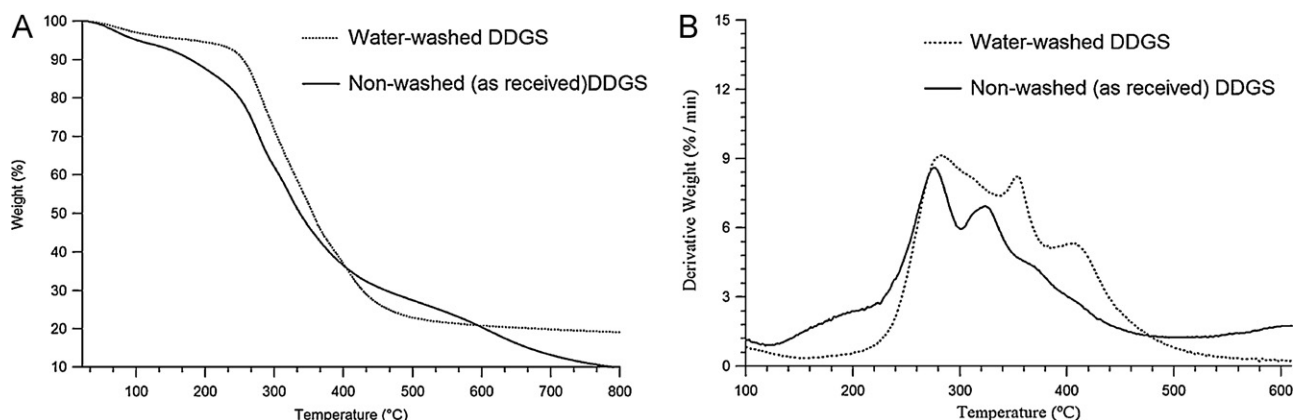 A
Water-washed DDGS
Non-washed (as received)DDGS
Weight (%)
100
90
80
70
60
50
40
30
20
10
100 200 300 400 500 600 700 800
Temperature (°C)
B
Water-washed DDGS
Non-washed (as received) DDGS
Derivative Weight (% / min)
15
12
9
6
3
0
100 200 300 400 500 600
Temperature (°C)